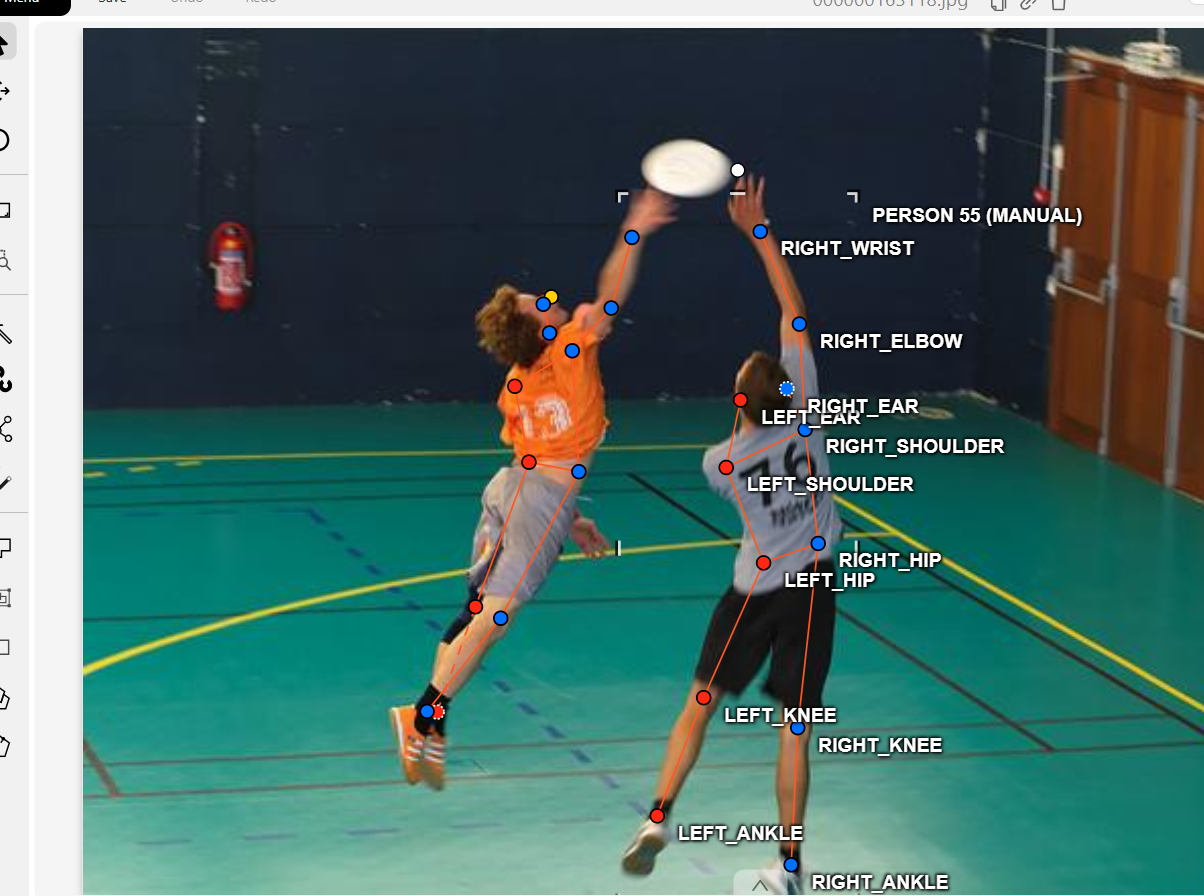 Menu
Save
Undo
Redo
000000163118.jpg
PERSON 55 (MANUAL)
RIGHT_WRIST
RIGHT_ELBOW
RIGHT_EAR
LEFT_EAR
RIGHT_SHOULDER
LEFT_SHOULDER
13
76
RIGHT_HIP
LEFT_HIP
LEFT_KNEE
RIGHT_KNEE
LEFT_ANKLE
RIGHT_ANKLE